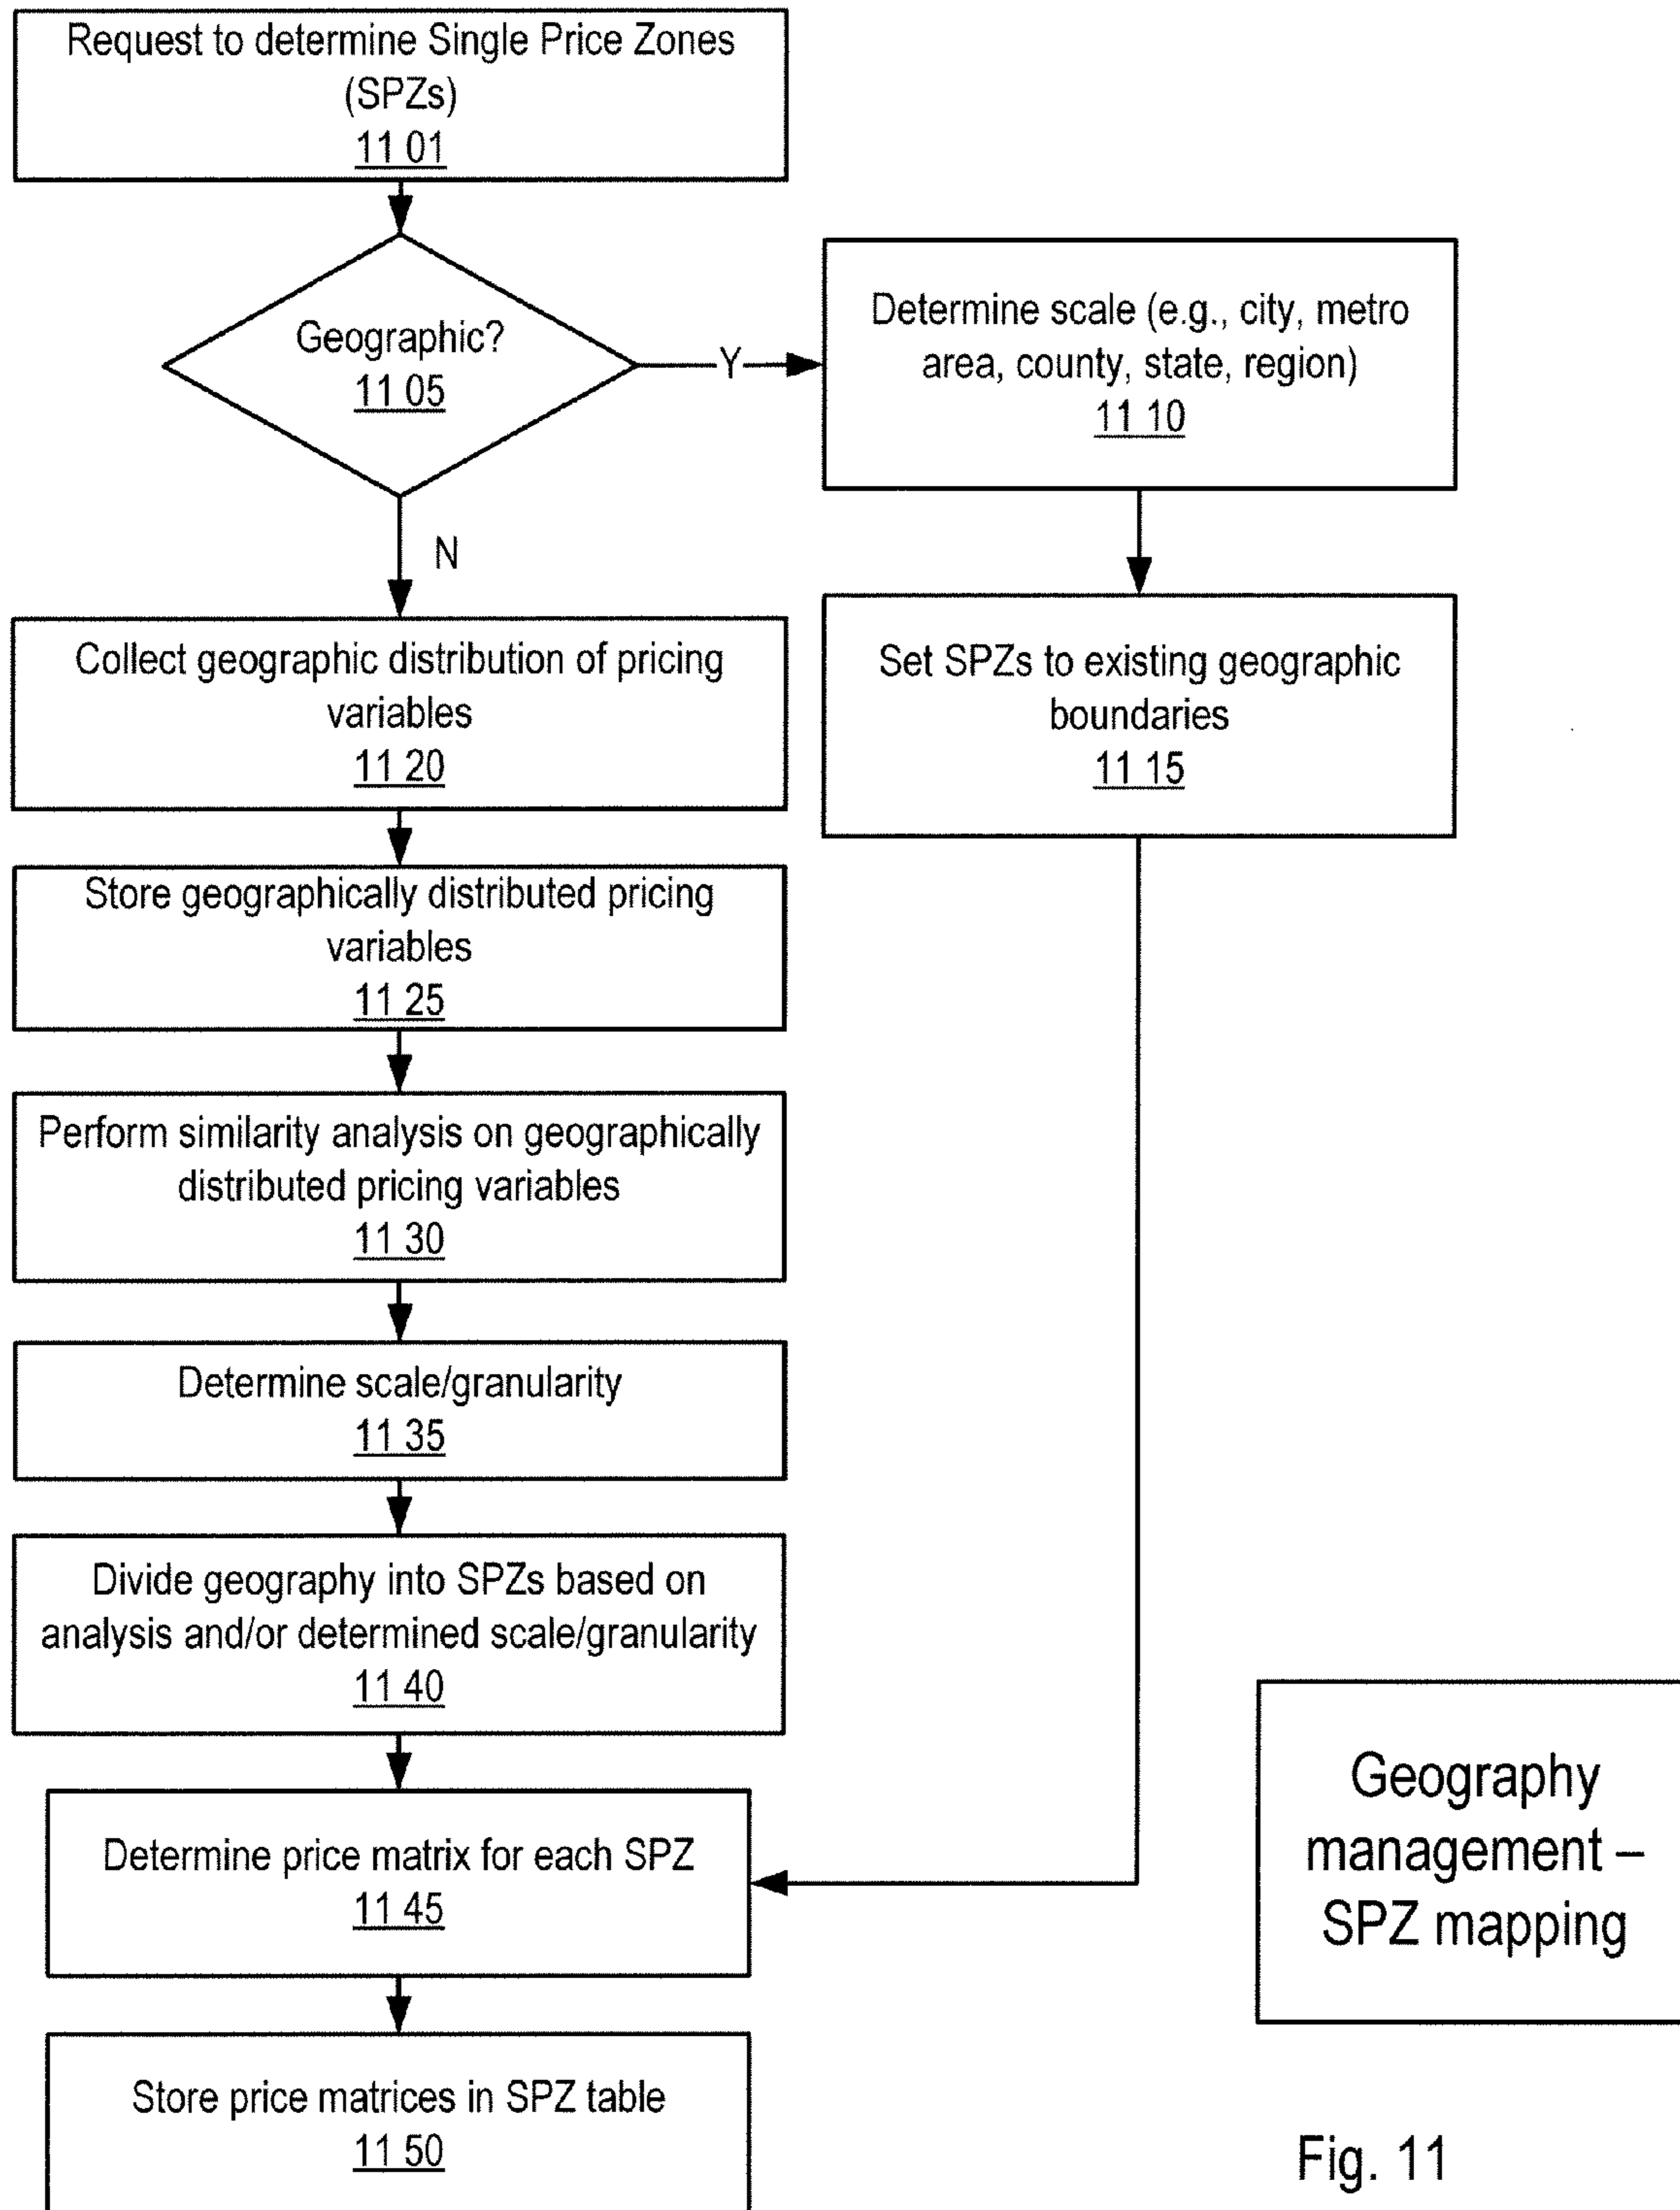 Request to determine Single Price Zones
(SPZs)
11 01
Geographic?
11 05
Y
Determine scale (e.g., city, metro
area, county, state, region)
11 10
N
Set SPZs to existing geographic
boundaries
11 15
Collect geographic distribution of pricing
variables
11 20
Store geographically distributed pricing
variables
11 25
Perform similarity analysis on geographically
distributed pricing variables
11 30
Determine scale/granularity
11 35
Divide geography into SPZs based on
analysis and/or determined scale/granularity
11 40
Determine price matrix for each SPZ
11 45
Store price matrices in SPZ table
11 50
Geography
management –
SPZ mapping
Fig. 11